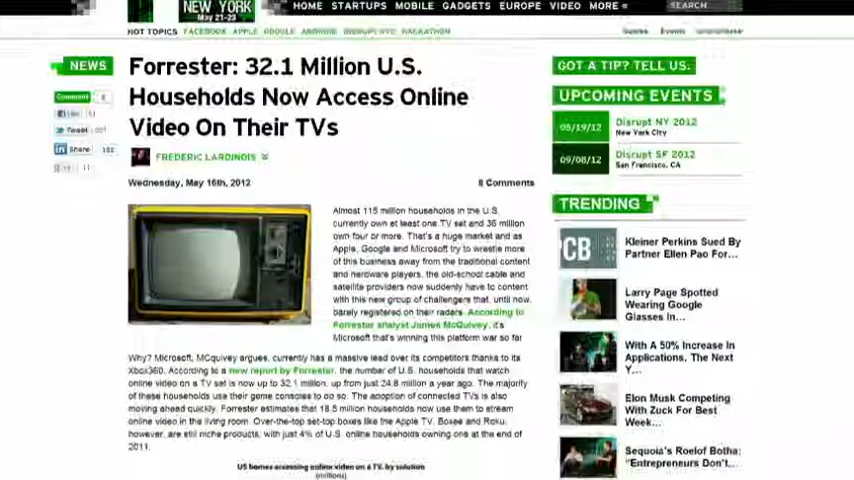 NEW YORK
May 21-23
HOME STARTUPS MOBILE GADGETS EUROPE VIDEO MORE
SEARCH
HOT TOPICS FACEBOOK APPLE GOOGLE ANDROID DISRUPT NYC HACKATHON
Events
NEWS
Forrester: 32.1 Million U.S.
Households Now Access Online
Video On Their TVs
Comment
Like
Tweet
Share
FREDERIC LARDINOIS
Wednesday, May 16th, 2012
8 Comments
Almost 115 million households in the U.S.
currently own at least one TV set and 35 million
own four or more. That's a huge market and as
Apple, Google and Microsoft try to wrestle more
of this business away from the traditional content
and hardware players, the old-school cable and
satellite providers now suddenly have to content
with this new group of challengers that, until now,
barely registered on their raders. According to
Forrester analyst James McQuivey, it's
Microsoft that's winning this platform war so far
Why? Microsoft, McQuivey argues, currently has a massive lead over its competitors thanks to its
Xbox360. According to a new report by Forrester, the number of U.S. households that watch
online video on a TV set is now up to 32.1 million, up from just 24.8 million a year ago. The majority
of these households use their game consoles to do so. The adoption of connected TVs is also
moving ahead quickly. Forrester estimates that 18.5 million households now use them to stream
online video in the living room. Over-the-top set-top boxes like the Apple TV, Boxee and Roku,
however, are still niche products, with just 4% of U.S. online households owning one at the end of
2011.
US homes accessing online video on a TV, by solution
(millions)
GOT A TIP? TELL US.
UPCOMING EVENTS
05/19/12
Disrupt NY 2012
New York City
09/08/12
Disrupt SF 2012
San Francisco, CA
TRENDING
PCB
Kleiner Perkins Sued By
Partner Ellen Pao For...
Larry Page Spotted
Wearing Google
Glasses In...
With A 50% Increase In
Applications, The Next
Y...
Elon Musk Competing
With Zuck For Best
Week...
Sequoia's Roelof Botha:
"Entrepreneurs Don't...